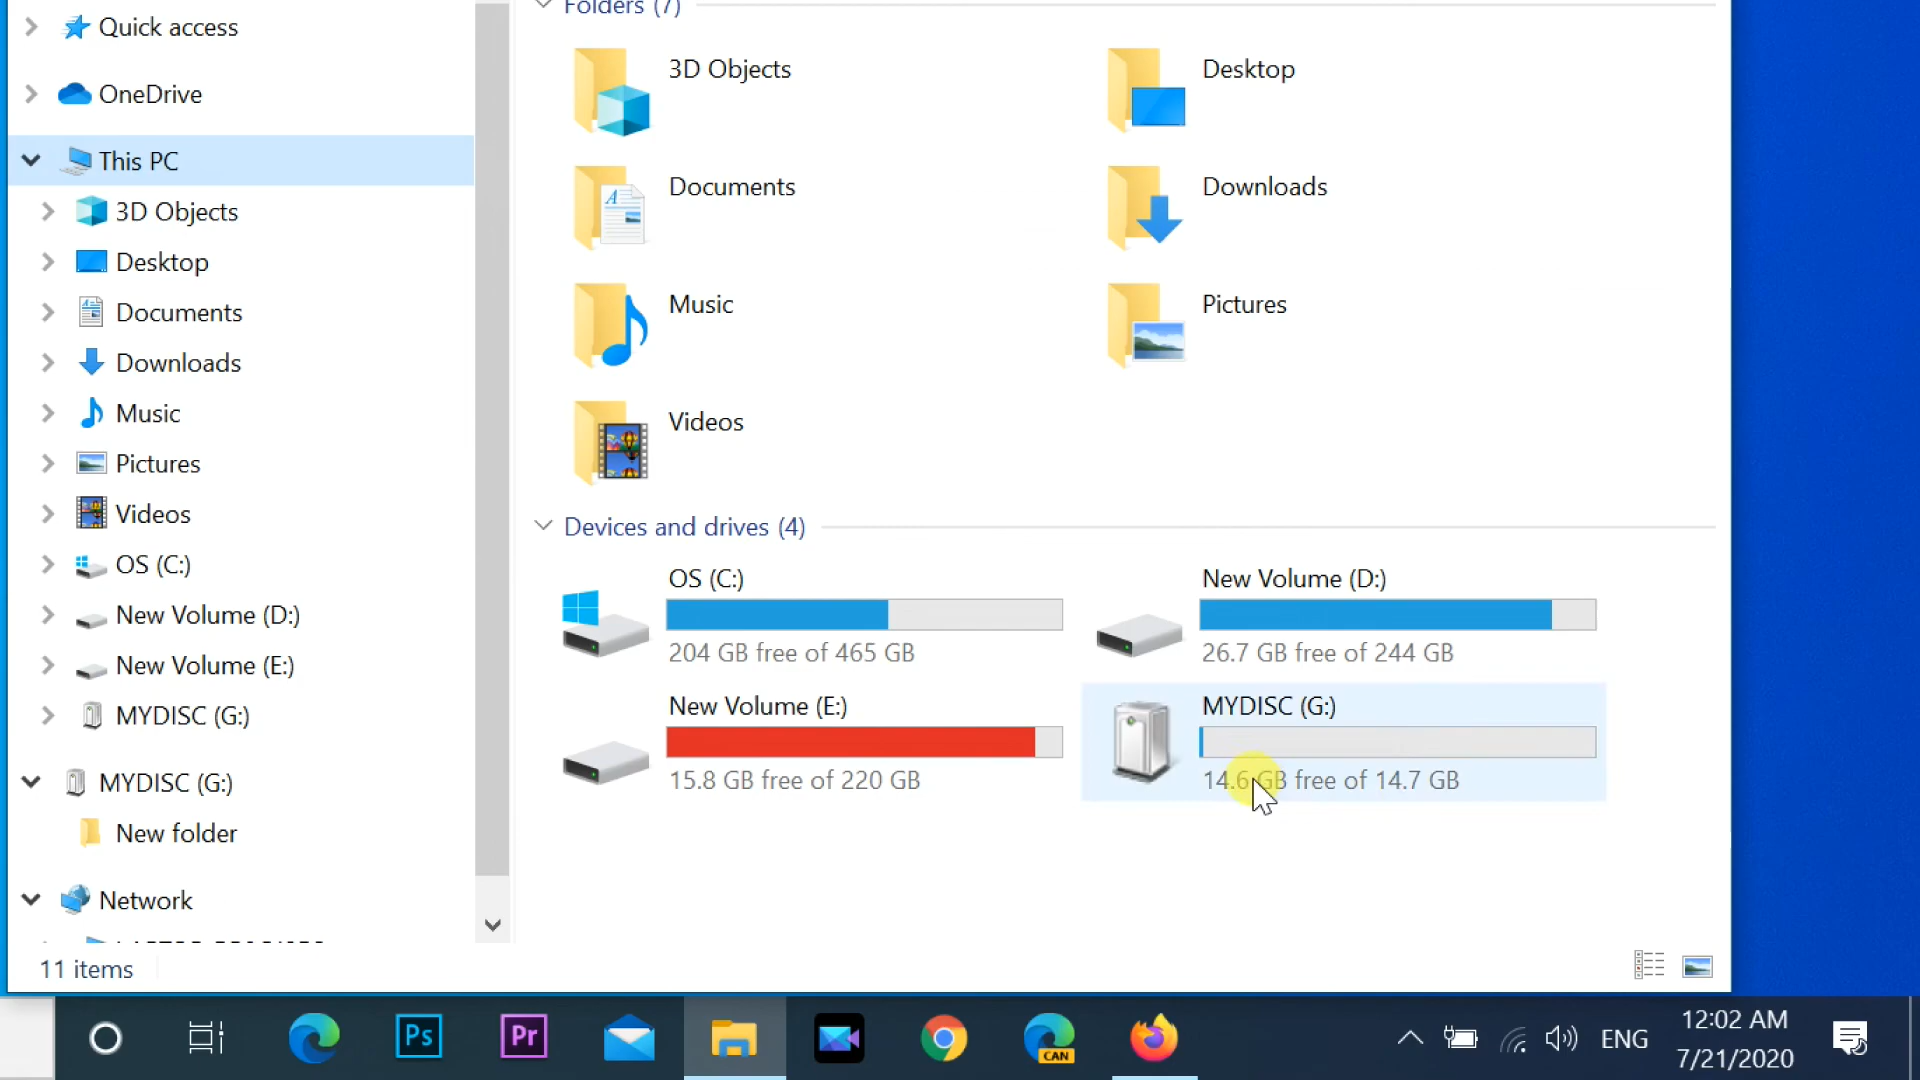 Quick access
OneDrive
This PC
3D Objects
Desktop
Documents
Downloads
Music
Pictures
Videos
OS (C:)
New Volume (D:)
New Volume (E:)
MYDISC (G:)
MYDISC (G:)
New folder
Network
11 items
Folders (7)
3D Objects
Desktop
Documents
Downloads
Music
Pictures
Videos
Devices and drives (4)
OS (C:)
204 GB free of 465 GB
New Volume (D:)
26.7 GB free of 244 GB
New Volume (E:)
15.8 GB free of 220 GB
MYDISC (G:)
14.6 GB free of 14.7 GB
Ps
Pr
CAN
ENG
12:02 AM
7/21/2020